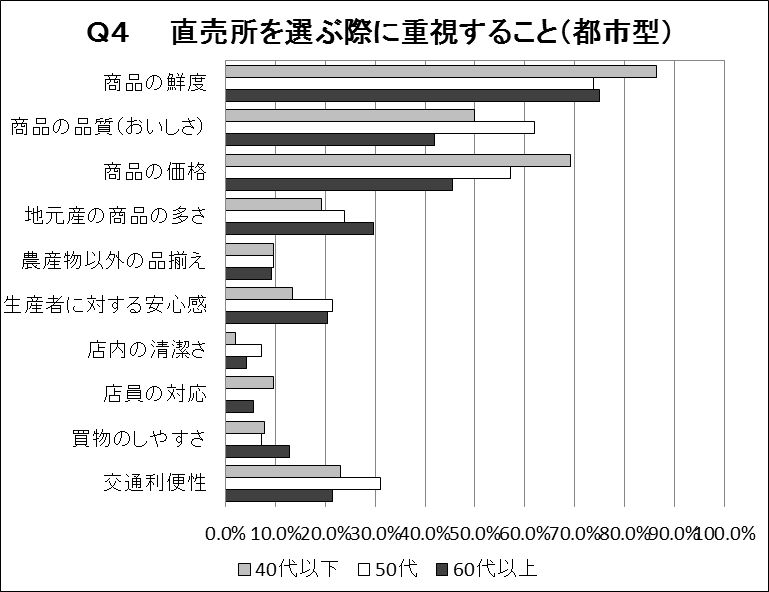 Q4 直売所を選ぶ際に重視すること(都市型)
商品の鮮度
商品の品質(おいしさ)
商品の価格
地元産の商品の多さ
農産物以外の品揃え
生産者に対する安心感
店内の清潔さ
店員の対応
買物のしやすさ
交通利便性
0.0% 10.0% 20.0% 30.0% 40.0% 50.0% 60.0% 70.0% 80.0% 90.0% 100.0%
40代以下 50代 60代以上